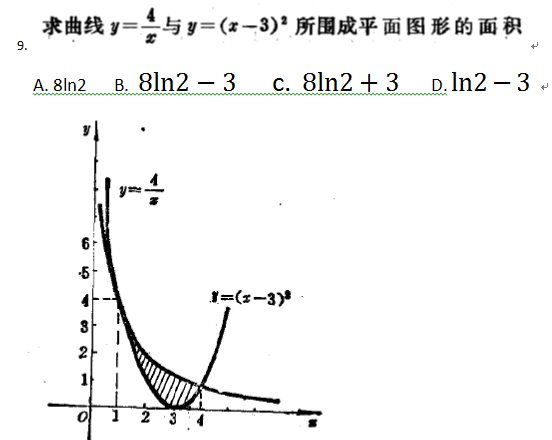 求曲线 y=4/x 与 y=(x-3)² 所围成平面图形的面积
9.
A. 8ln2 B. 8ln2 − 3 C. 8ln2 + 3 D. ln2 − 3
y
y=4/x
6
5
4
y=(x-3)²
3
2
1
O 1 2 3 4 x